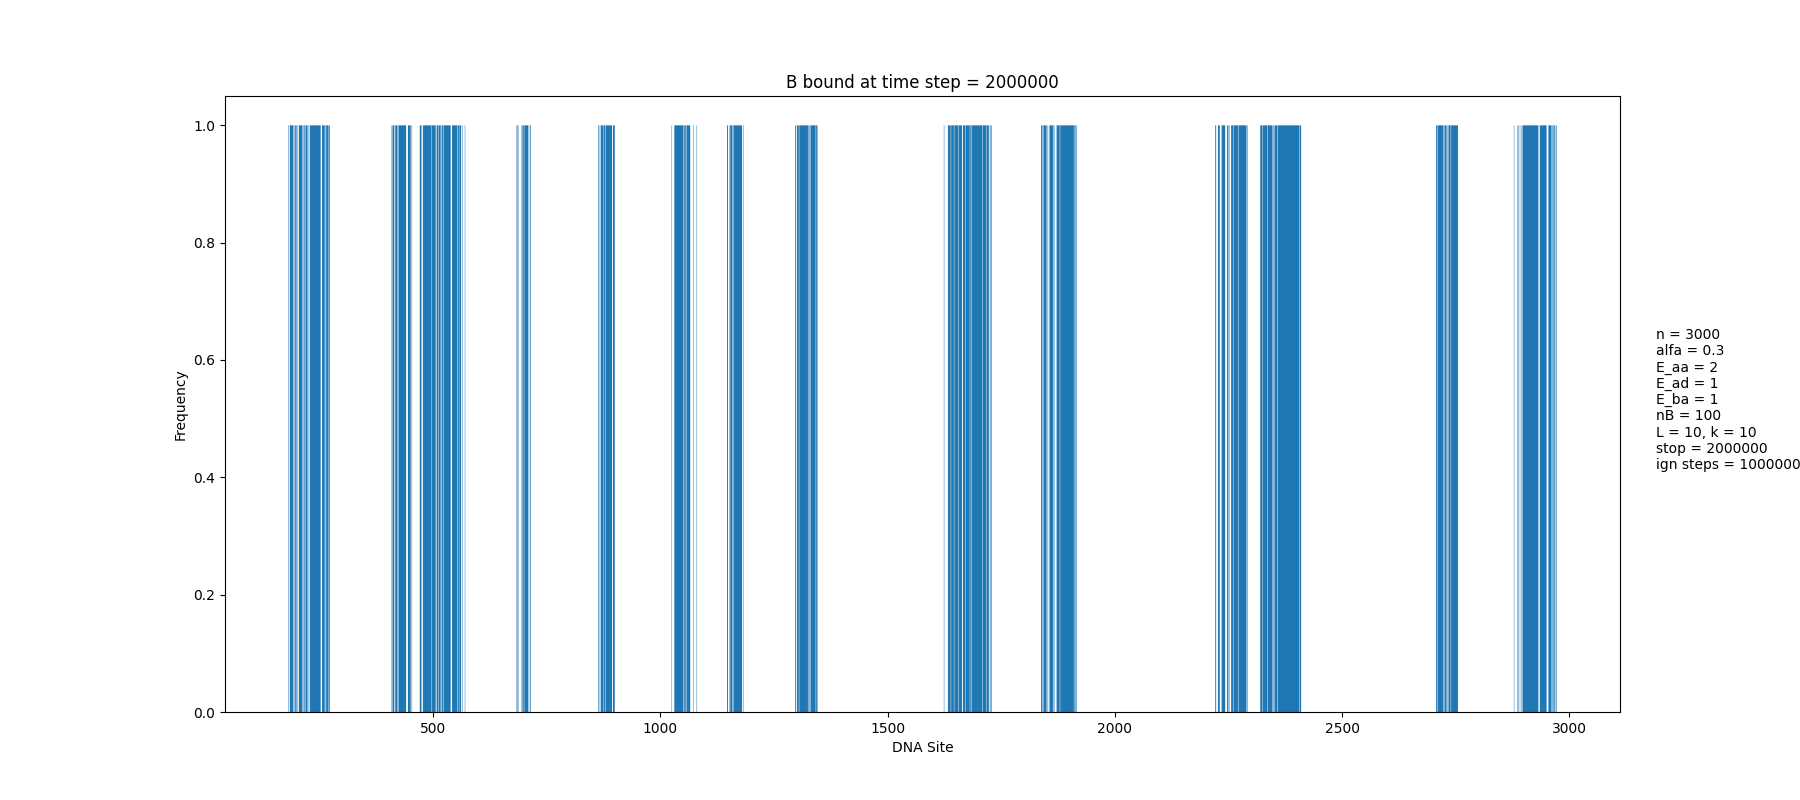 B bound at time step = 2000000
1.0
0.8
0.6
0.4
0.2
0.0
Frequency
500
1000
1500
2000
2500
3000
DNA Site
n = 3000
alfa = 0.3
E_aa = 2
E_ad = 1
E_ba = 1
nB = 100
L = 10, k = 10
stop = 2000000
ign steps = 1000000